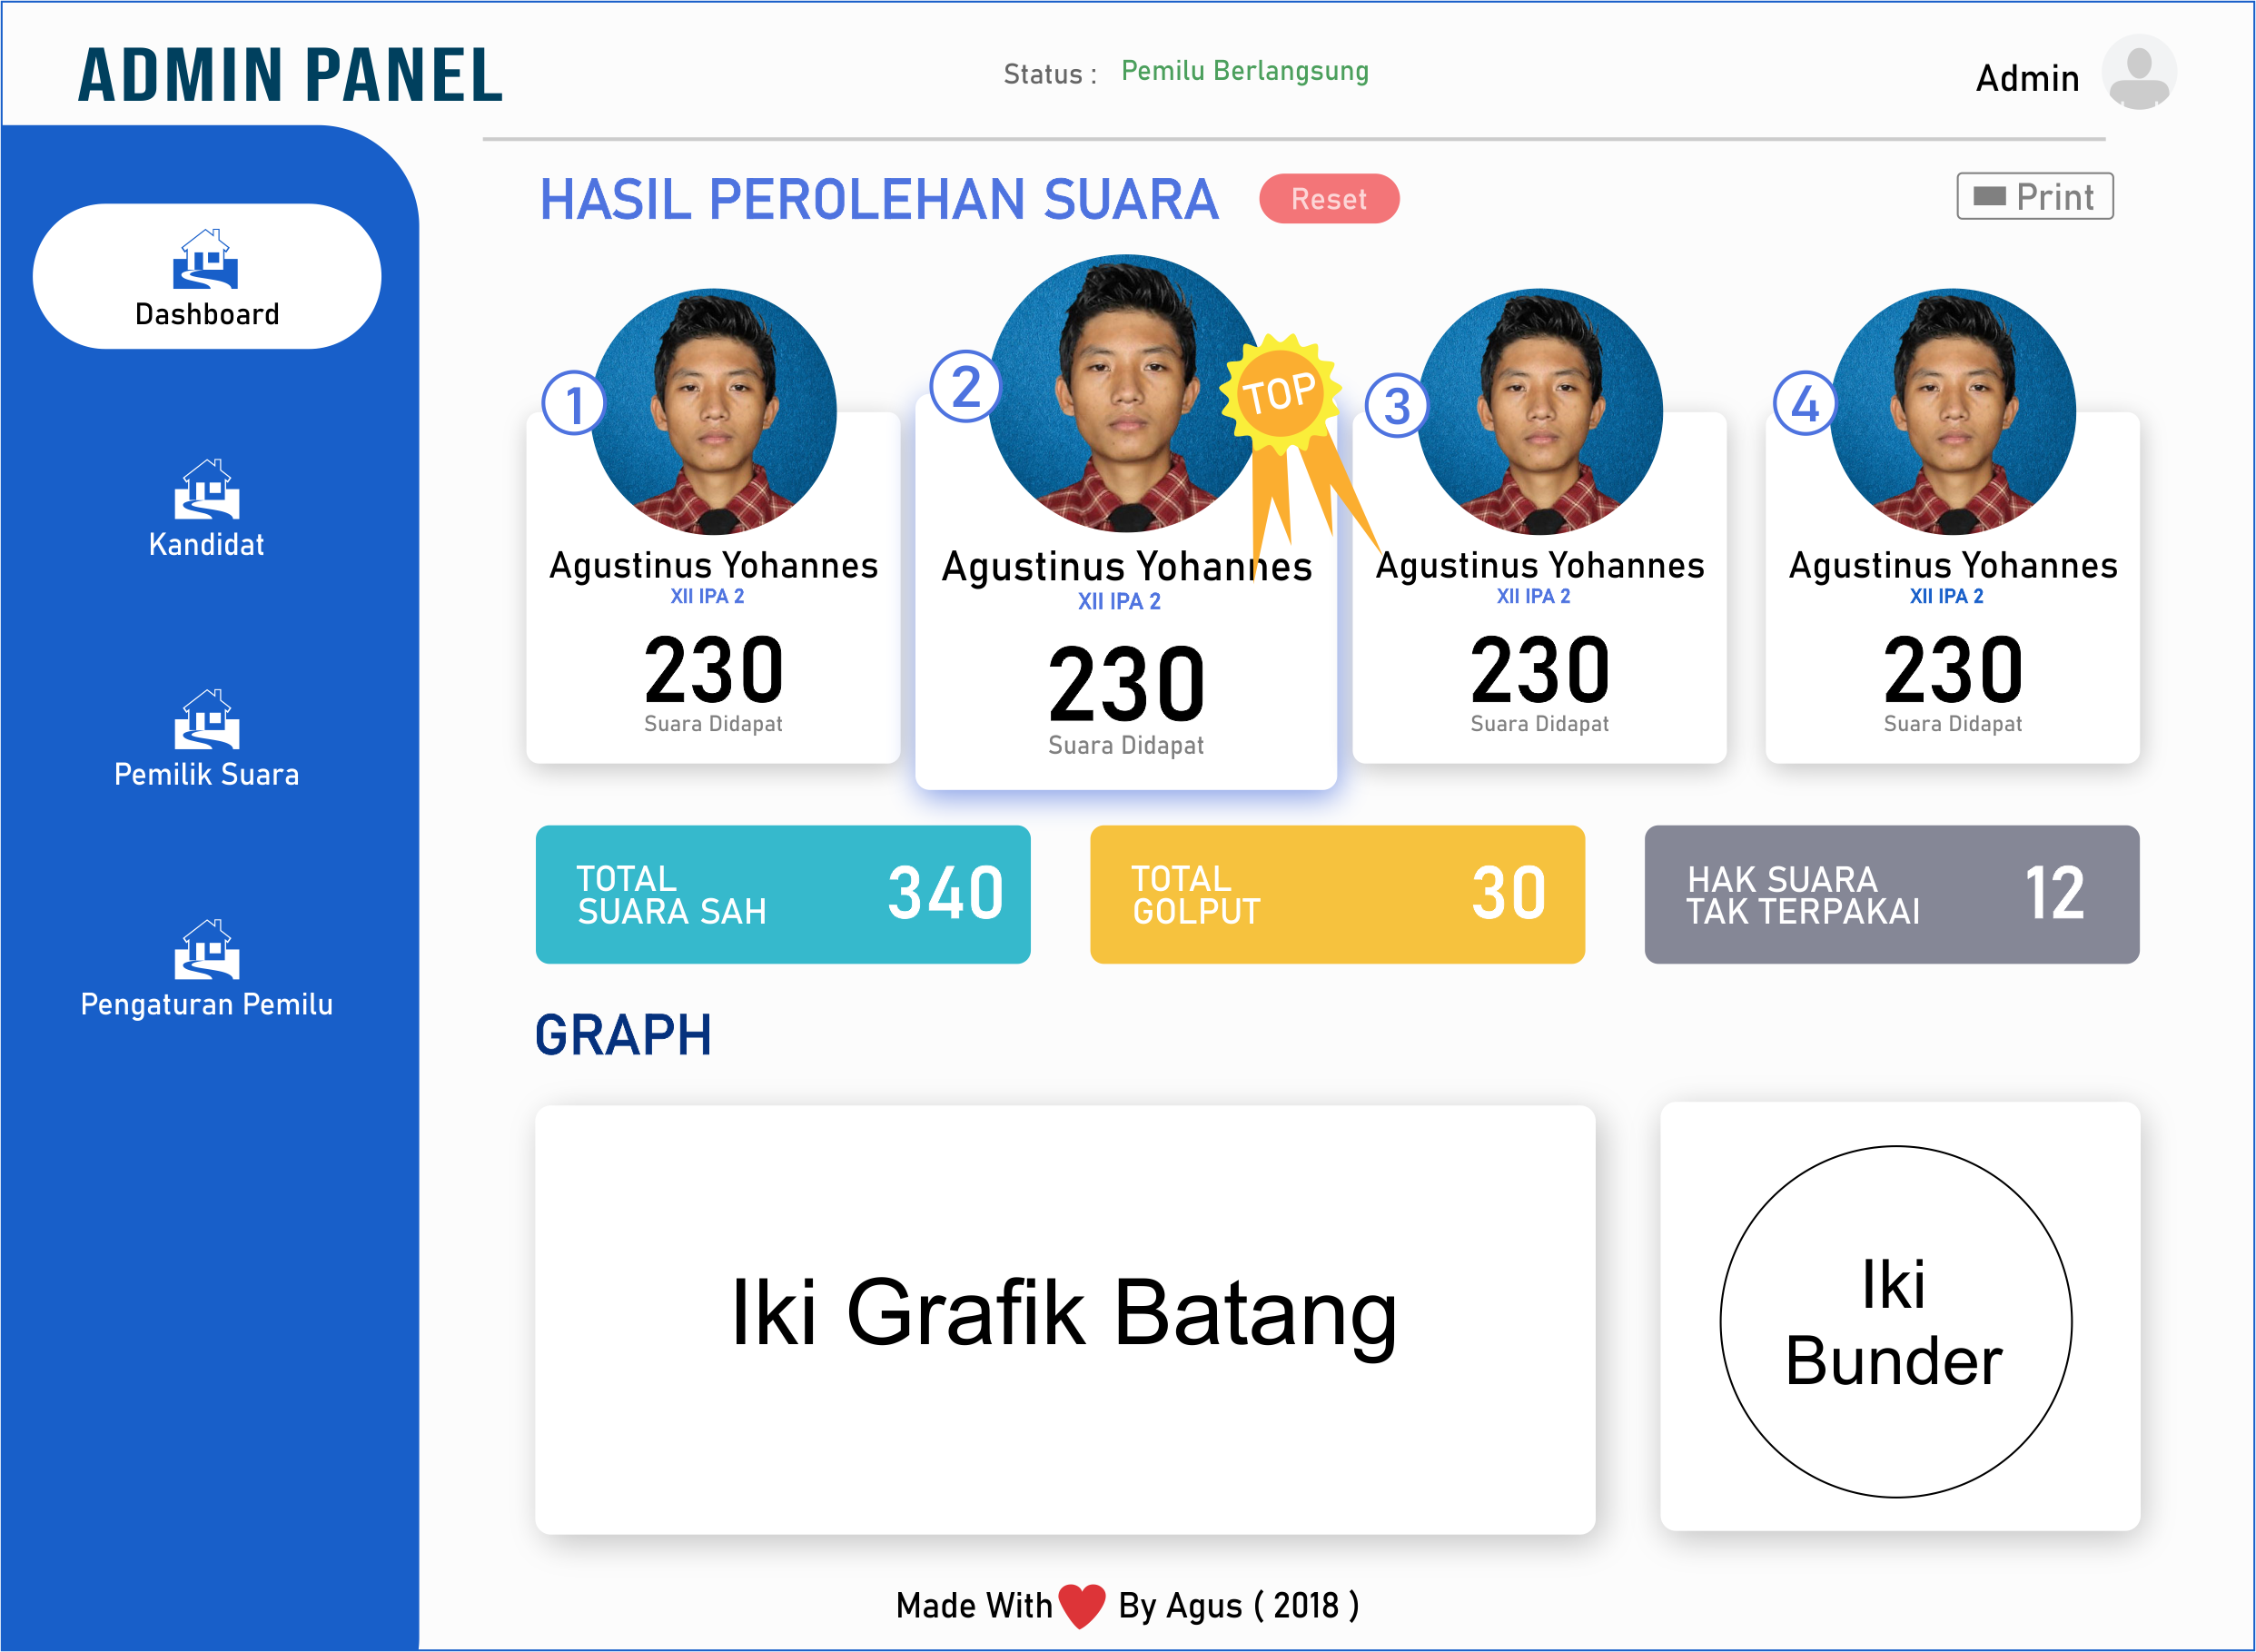 ADMIN PANEL
Status :
Pemilu Berlangsung
Admin
Dashboard
Kandidat
Pemilik Suara
Pengaturan Pemilu
HASIL PEROLEHAN SUARA
Reset
Print
1
Agustinus Yohannes
XII IPA 2
230
Suara Didapat
2
TOP
Agustinus Yohannes
XII IPA 2
230
Suara Didapat
3
Agustinus Yohannes
XII IPA 2
230
Suara Didapat
4
Agustinus Yohannes
XII IPA 2
230
Suara Didapat
TOTAL
SUARA SAH
340
TOTAL
GOLPUT
30
HAK SUARA
TAK TERPAKAI
12
GRAPH
Iki Grafik Batang
Iki
Bunder
Made With ❤ By Agus ( 2018 )